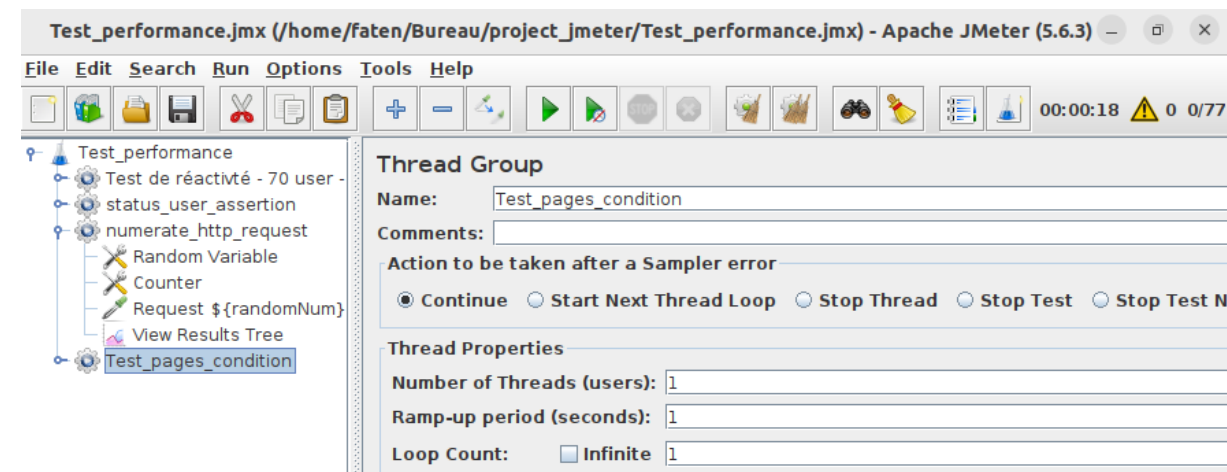 Test_performance.jmx (/home/faten/Bureau/project_jmeter/Test_performance.jmx) - Apache JMeter (5.6.3)
File Edit Search Run Options Tools Help
STOP 00:00:18 0 0/77
Test_performance
Test de réactivté - 70 user -
status_user_assertion
numerate_http_request
Random Variable
Counter
Request ${randomNum}
View Results Tree
Test_pages_condition
Thread Group
Name: Test_pages_condition
Comments:
Action to be taken after a Sampler error
Continue Start Next Thread Loop Stop Thread Stop Test Stop Test N
Thread Properties
Number of Threads (users): 1
Ramp-up period (seconds): 1
Loop Count: Infinite 1